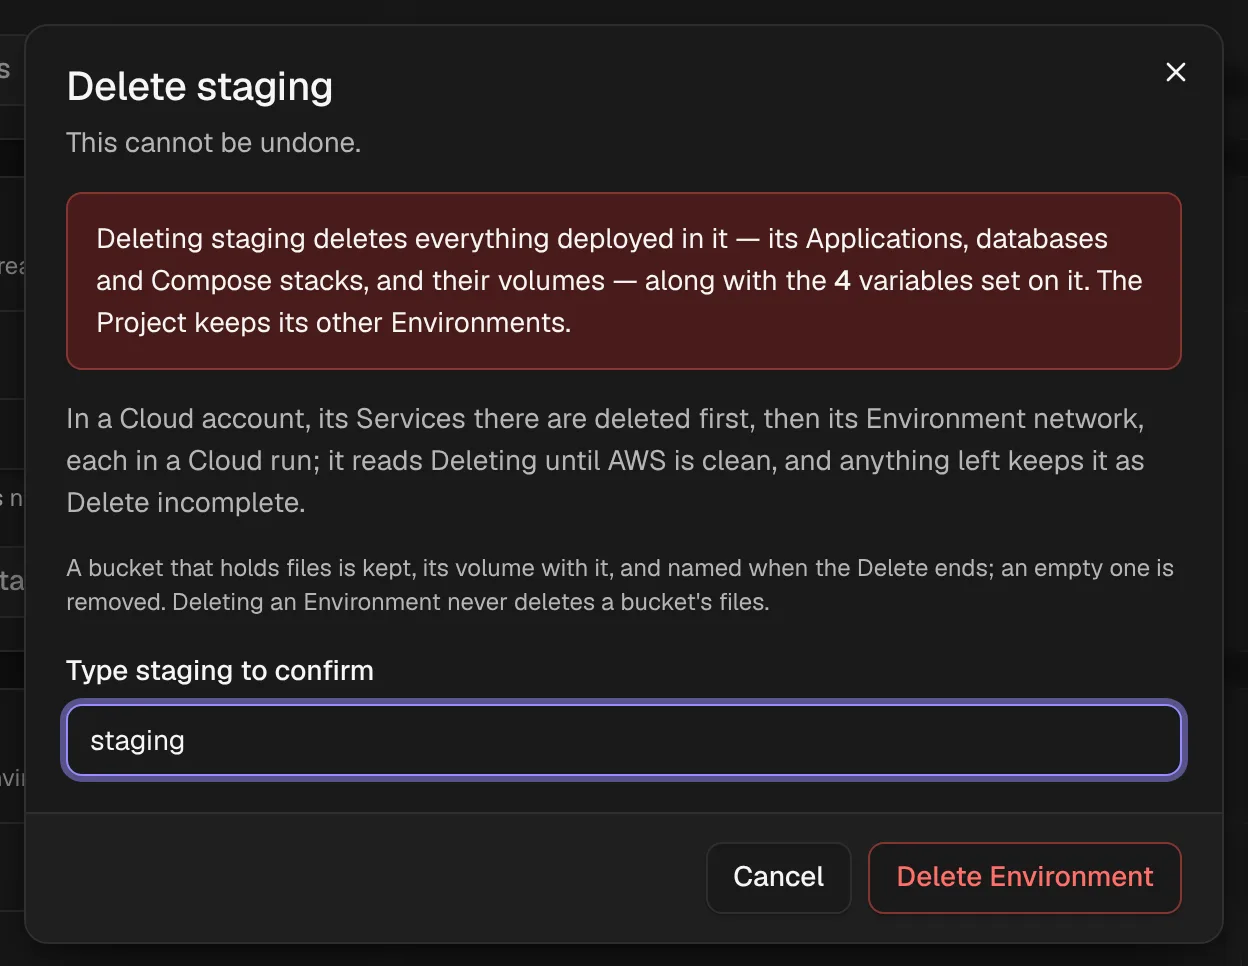 Delete staging
This cannot be undone.
Deleting staging deletes everything deployed in it — its Applications, databases
and Compose stacks, and their volumes — along with the 4 variables set on it. The
Project keeps its other Environments.
In a Cloud account, its Services there are deleted first, then its Environment network,
each in a Cloud run; it reads Deleting until AWS is clean, and anything left keeps it as
Delete incomplete.
A bucket that holds files is kept, its volume with it, and named when the Delete ends; an empty one is
removed. Deleting an Environment never deletes a bucket's files.
Type staging to confirm
staging
Cancel
Delete Environment